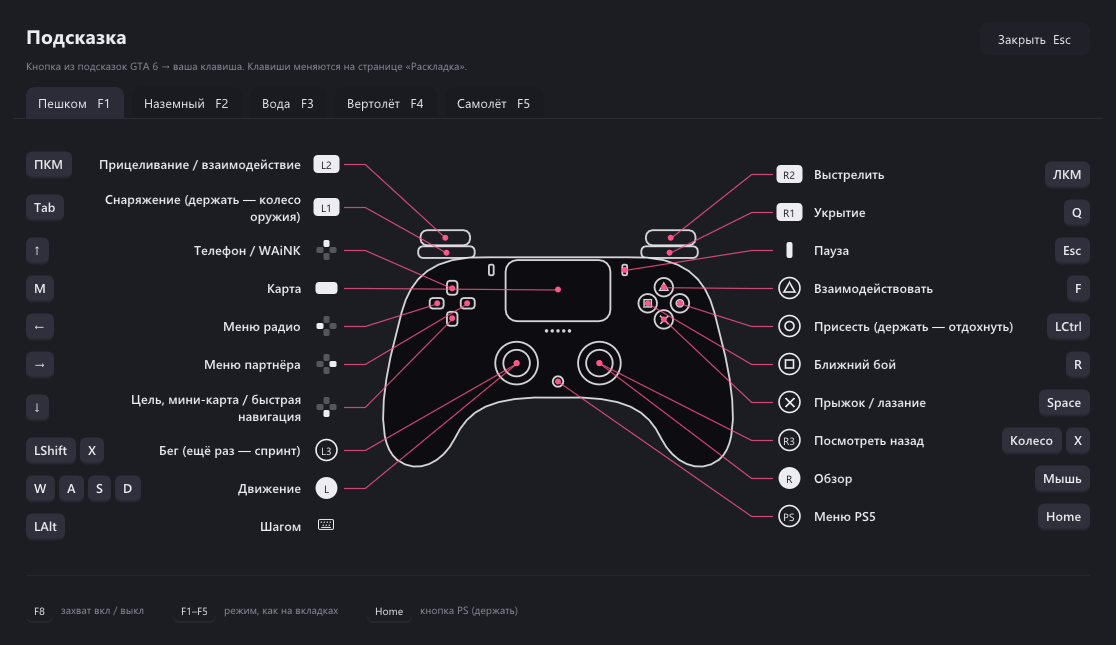 Подсказка
Закрыть Esc
Кнопка из подсказок GTA 6 → ваша клавиша. Клавиши меняются на странице «Раскладка».
Пешком F1
Наземный F2
Вода F3
Вертолёт F4
Самолёт F5
ПКМ Прицеливание / взаимодействие L2
Tab Снаряжение (держать — колесо
оружия) L1
↑ Телефон / WAiNK
M Карта
← Меню радио
→ Меню партнёра
↓ Цель, мини-карта / быстрая
навигация
LShift X Бег (ещё раз — спринт) L3
W A S D Движение L
LAlt Шагом
R2 Выстрелить ЛКМ
R1 Укрытие Q
Пауза Esc
Взаимодействовать F
Присесть (держать — отдохнуть) LCtrl
Ближний бой R
Прыжок / лазание Space
R3 Посмотреть назад Колесо X
R Обзор Мышь
PS Меню PS5 Home
F8 захват вкл / выкл
F1–F5 режим, как на вкладках
Home кнопка PS (держать)